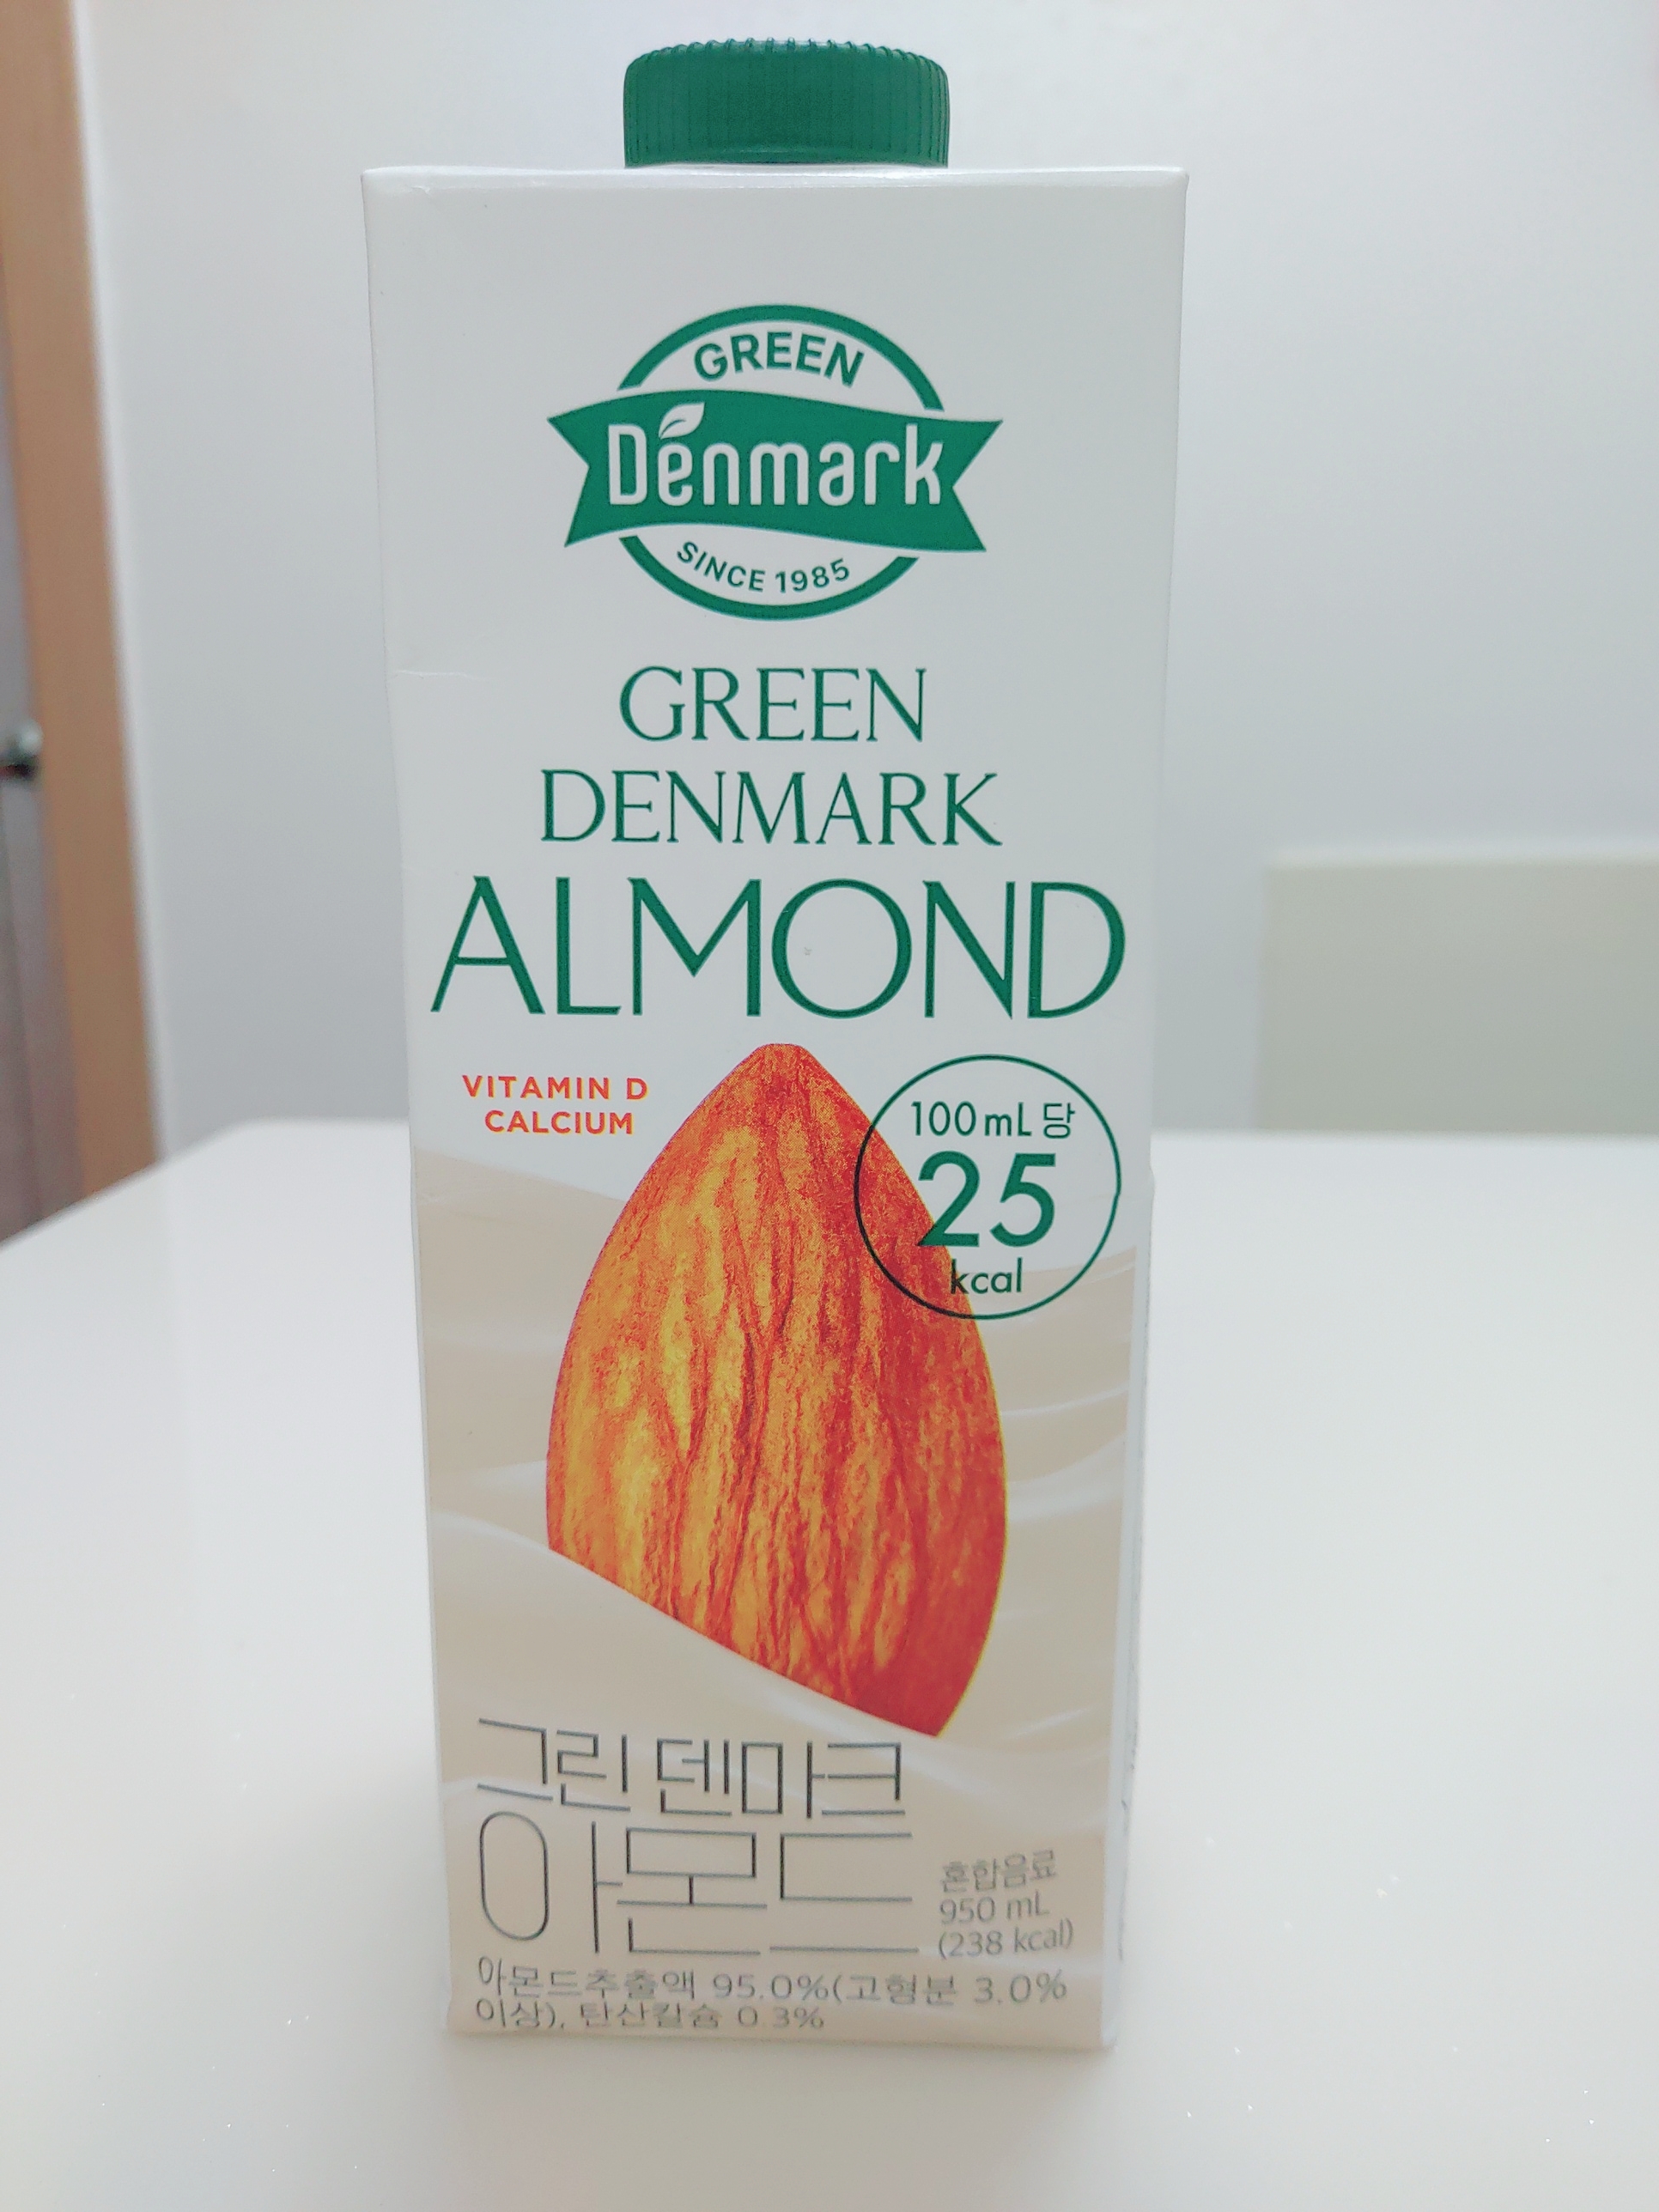 GREEN
Denmark
SINCE 1985
GREEN
DENMARK
ALMOND
VITAMIN D
CALCIUM
100 mL 당
25
kcal
그린 덴마크
아몬드
혼합음료
950 mL
(238 kcal)
아몬드추출액 95.0%(고형분 3.0%
이상), 탄산칼슘 0.3%